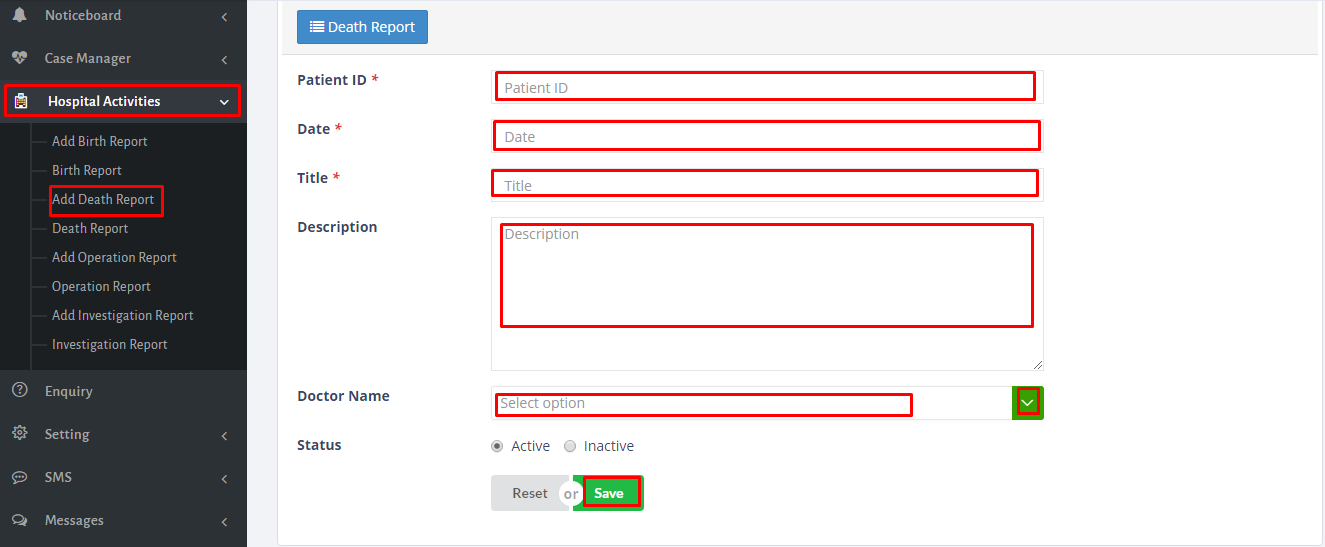 Noticeboard
Case Manager
Hospital Activities
Add Birth Report
Birth Report
Add Death Report
Death Report
Add Operation Report
Operation Report
Add Investigation Report
Investigation Report
Enquiry
Setting
SMS
Messages
Death Report
Patient ID *
Patient ID
Date *
Date
Title *
Title
Description
Description
Doctor Name
Select option
Status
Active Inactive
Reset or Save